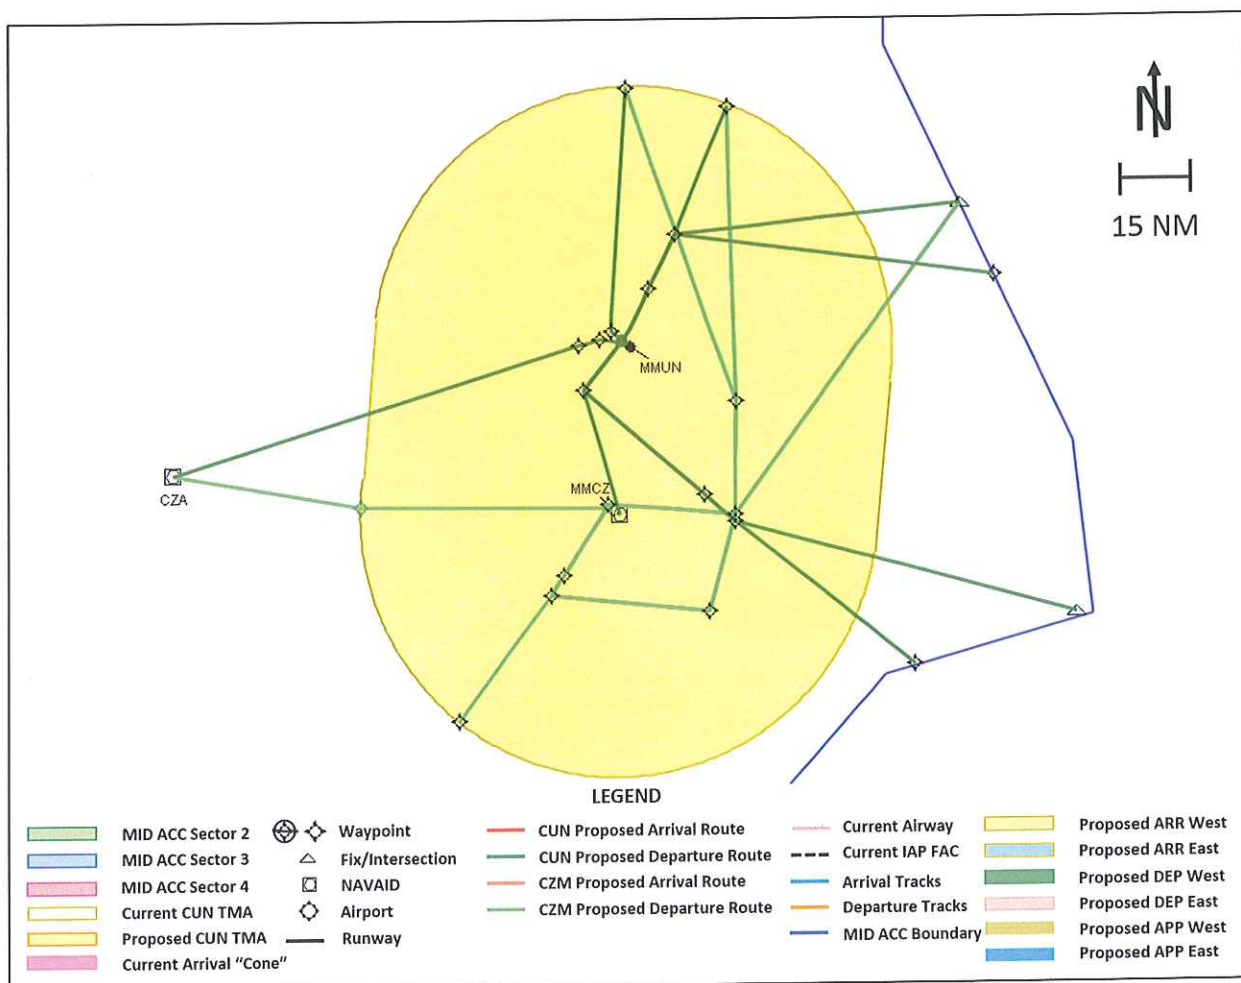 N
15 NM
MMUN
CZA
MMCZ
LEGEND
MID ACC Sector 2
MID ACC Sector 3
MID ACC Sector 4
Current CUN TMA
Proposed CUN TMA
Current Arrival "Cone"
Waypoint
Fix/Intersection
NAVAID
Airport
Runway
CUN Proposed Arrival Route
CUN Proposed Departure Route
CZM Proposed Arrival Route
CZM Proposed Departure Route
Current Airway
Current IAP FAC
Arrival Tracks
Departure Tracks
MID ACC Boundary
Proposed ARR West
Proposed ARR East
Proposed DEP West
Proposed DEP East
Proposed APP West
Proposed APP East